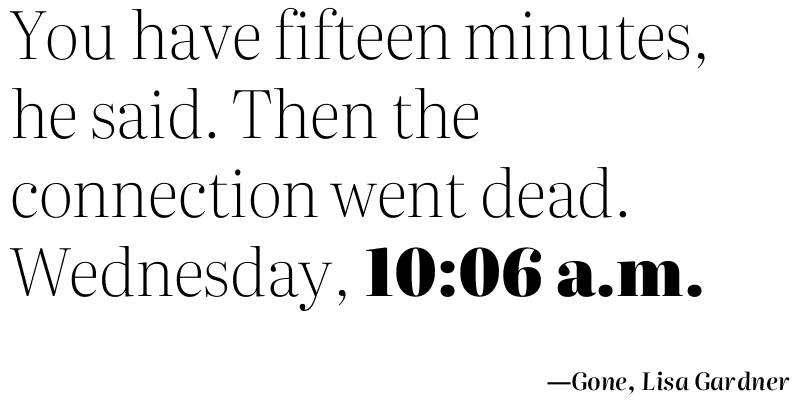 You have fifteen minutes,
he said. Then the
connection went dead.
Wednesday, 10:06 a.m.
—Gone, Lisa Gardner